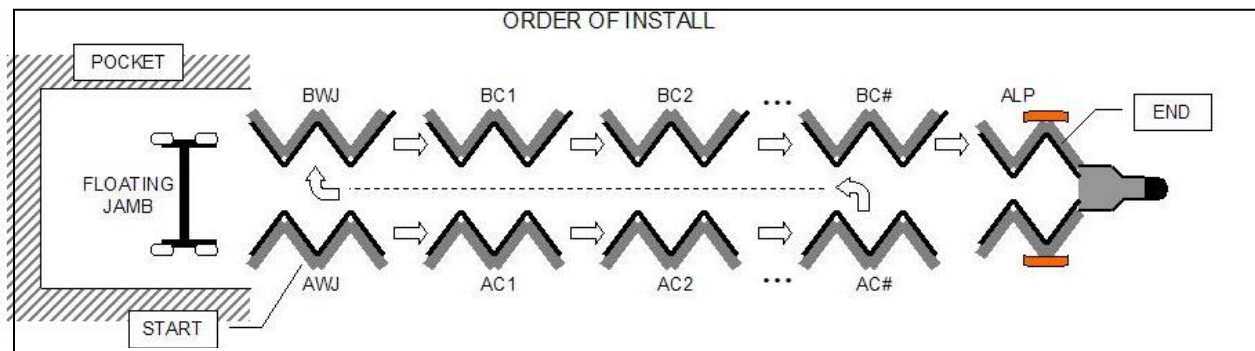 ORDER OF INSTALL
POCKET
BWJ
BC1
BC2
...
BC#
ALP
END
FLOATING
JAMB
AWJ
AC1
AC2
...
AC#
START